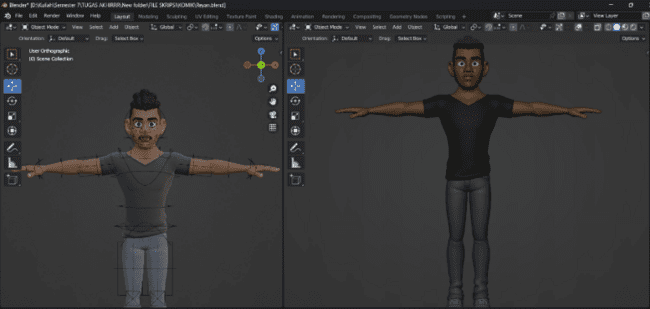 Blender* [D:\Kuliah\Semester 7\TUGAS AKHIRRR\New folder\FILE SKRIPSI\KOMIK\Reyan.blend]
File Edit Render Window Help Layout Modeling Sculpting UV Editing Texture Paint Shading Animation Rendering Compositing Geometry Nodes Scripting + Scene View Layer
Object Mode View Select Add Object Global Object Mode View Select Add Object Global
Orientation: Default Drag: Select Box Options Orientation: Default Drag: Select Box Options
User Orthographic
Scene Collection